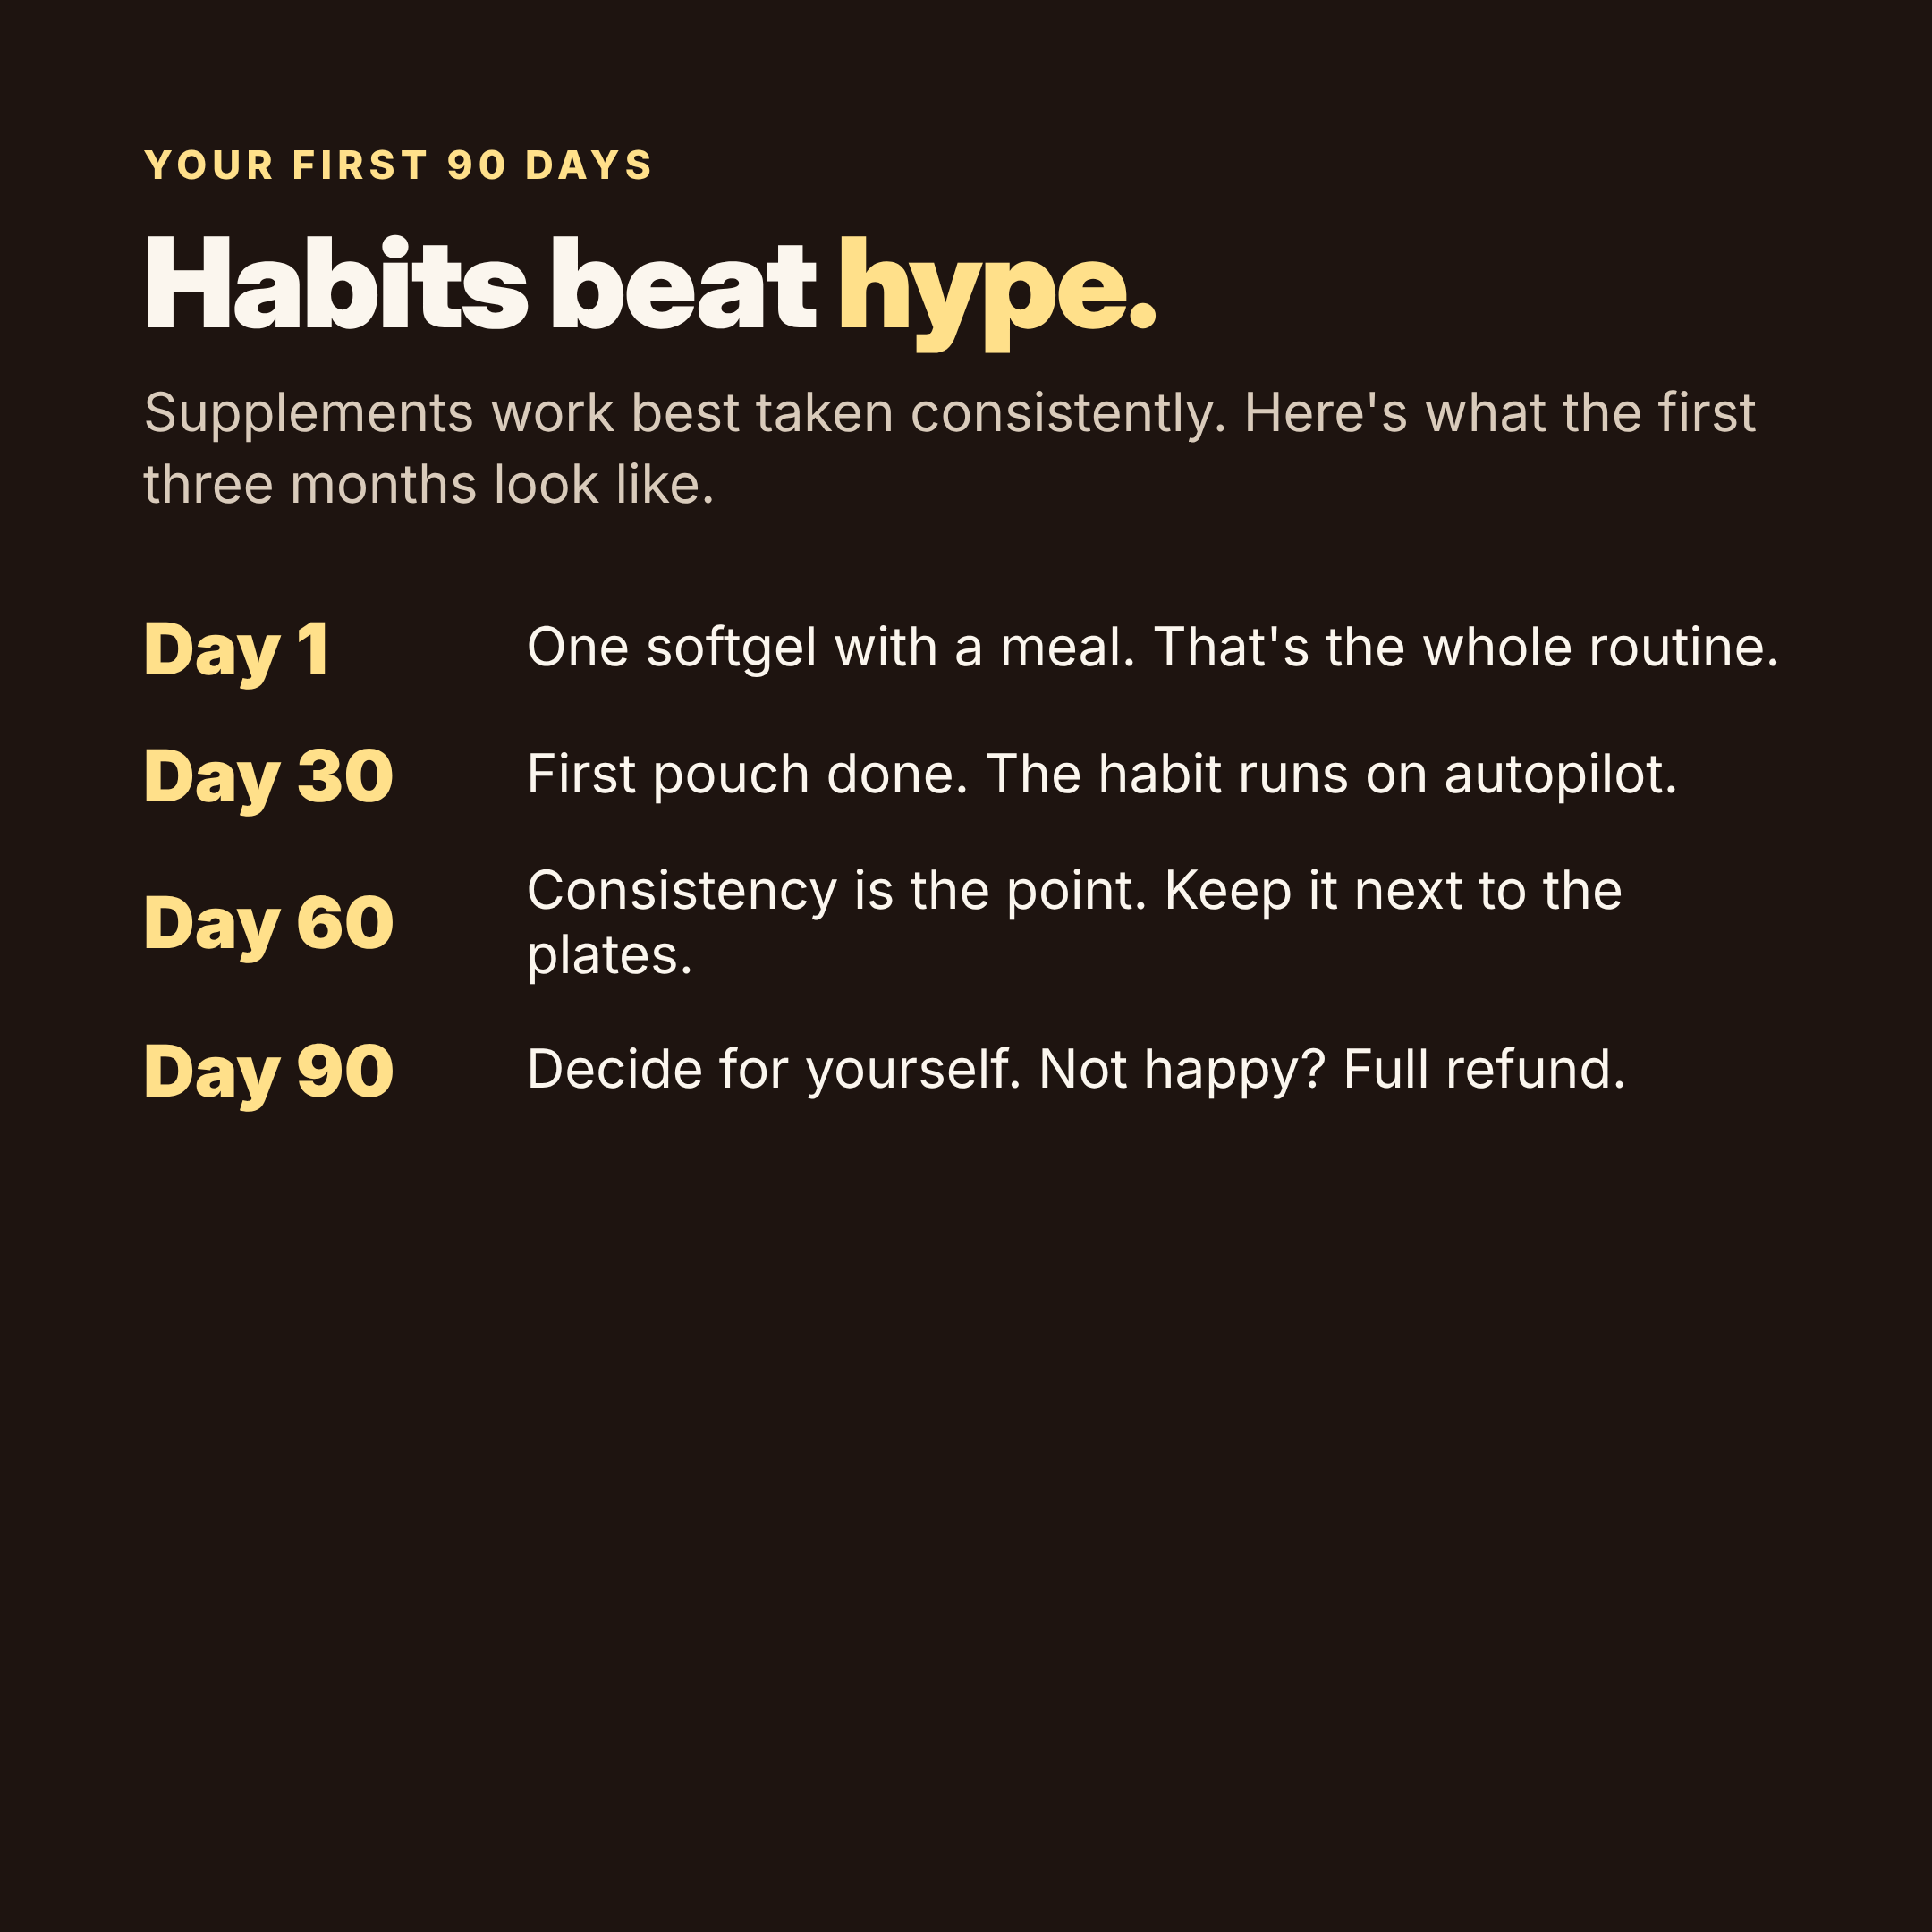 YOUR FIRST 90 DAYS
Habits beat hype.
Supplements work best taken consistently. Here's what the first
three months look like.
Day 1 One softgel with a meal. That's the whole routine.
Day 30 First pouch done. The habit runs on autopilot.
Day 60 Consistency is the point. Keep it next to the
plates.
Day 90 Decide for yourself. Not happy? Full refund.